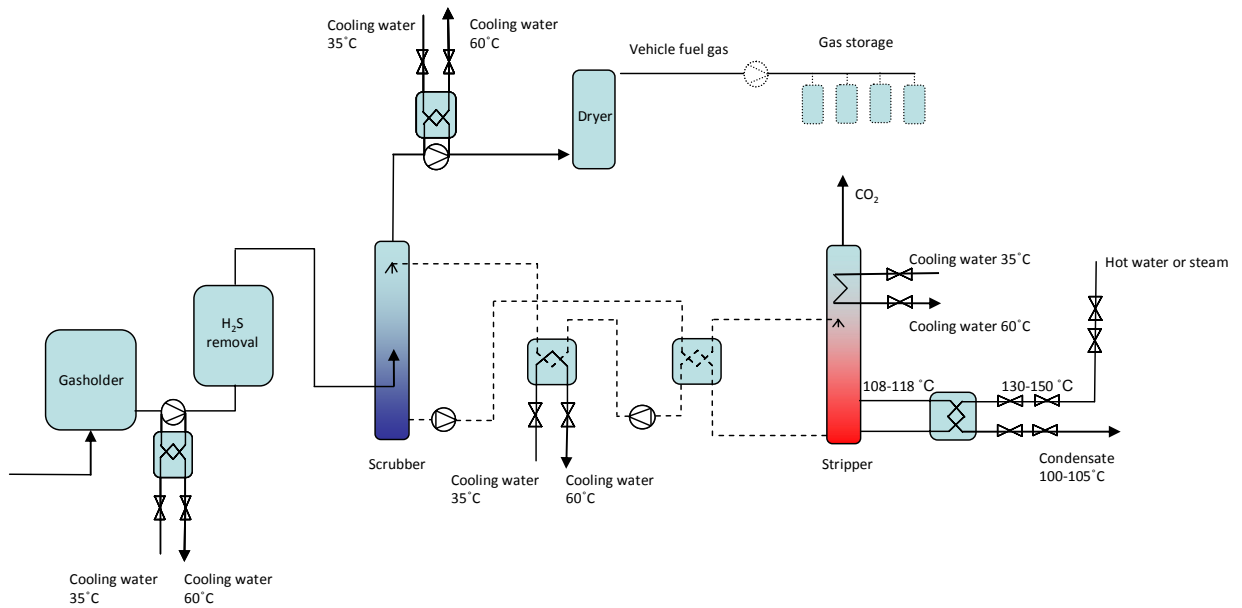 Cooling water
35˚C
Cooling water
60˚C
Vehicle fuel gas
Gas storage
Dryer
CO₂
Cooling water 35˚C
Hot water or steam
Cooling water 60˚C
H₂S
removal
Gasholder
108-118 ˚C
130-150 ˚C
Scrubber
Stripper
Condensate
100-105˚C
Cooling water
35˚C
Cooling water
60˚C
Cooling water
35˚C
Cooling water
60˚C